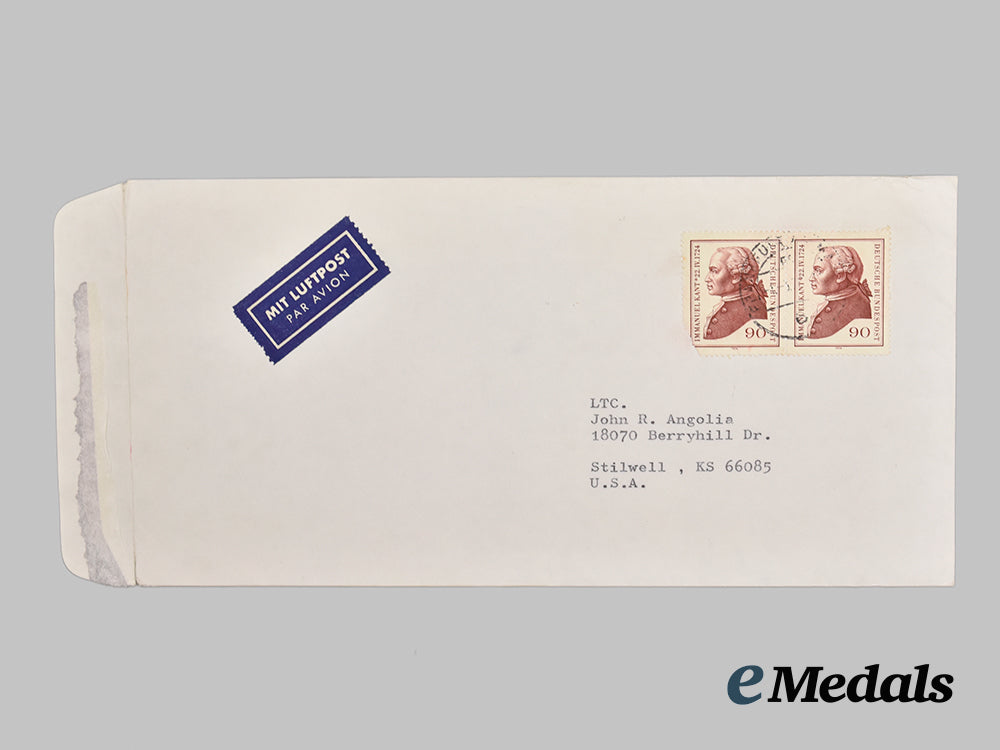 MIT LUFTPOST
PAR AVION
IMMANUEL KANT * 22.IV.1724
DEUTSCHE BUNDESPOST
90
IMMANUEL KANT * 22.IV.1724
DEUTSCHE BUNDESPOST
90
LTC.
John R. Angolia
18070 Berryhill Dr.
Stilwell , KS 66085
U.S.A.
eMedals